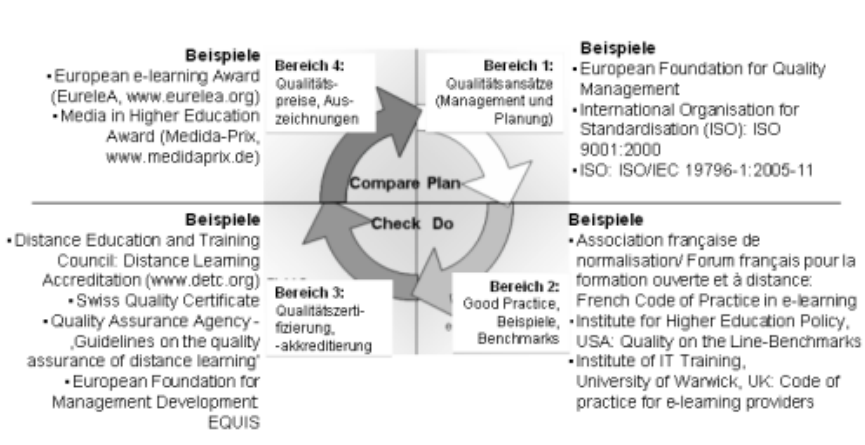 Beispiele
▪European e-learning Award
(EureleA, www.eurelea.org)
▪Media in Higher Education
Award (Medida-Prix,
www.medidaprix.de)
Bereich 4:
Qualitäts-
preise, Aus-
zeichnungen
Bereich 1:
Qualitätsansätze
(Management und
Planung)
Beispiele
▪European Foundation for Quality
Management
▪International Organisation for
Standardisation (ISO): ISO
9001:2000
▪ISO: ISO/IEC 19796-1:2005-11
Compare Plan
Check Do
Beispiele
▪Distance Education and Training
Council: Distance Learning
Accreditation (www.detc.org)
▪Swiss Quality Certificate
▪Quality Assurance Agency -
‚Guidelines on the quality
assurance of distance learning'
▪European Foundation for
Management Development:
EQUIS
Bereich 3:
Qualitätszerti-
fizierung,
-akkreditierung
Bereich 2:
Good Practice,
Beispiele,
Benchmarks
Beispiele
▪Association française de
normalisation/ Forum français pour la
formation ouverte et à distance:
French Code of Practice in e-learning
▪Institute for Higher Education Policy,
USA: Quality on the Line-Benchmarks
▪Institute of IT Training,
University of Warwick, UK: Code of
practice for e-learning providers